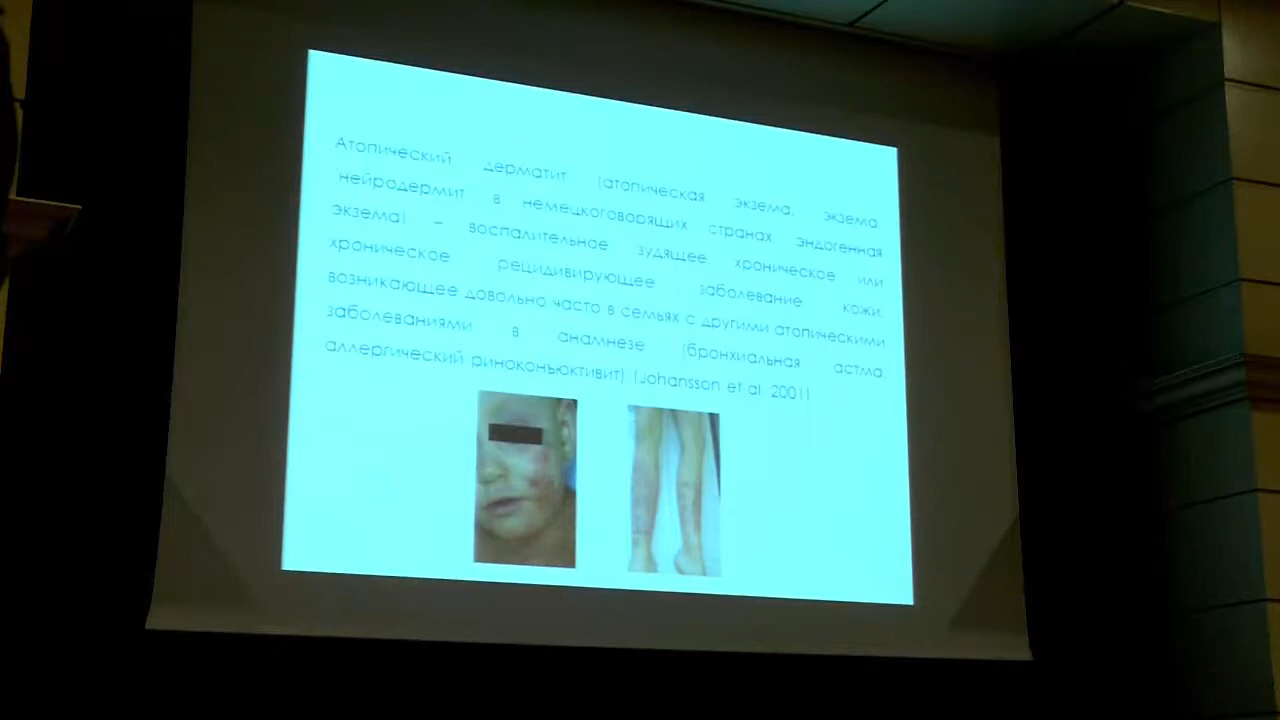 Атопический дерматит (атопическая экзема, экзема,
нейродермит в немецкоговорящих странах, эндогенная
экзема) – воспалительное зудящее хроническое или
хроническое рецидивирующее заболевание кожи,
возникающее довольно часто в семьях с другими атопическими
заболеваниями в анамнезе (бронхиальная астма,
аллергический риноконъюктивит) (Johansson et al. 2001)